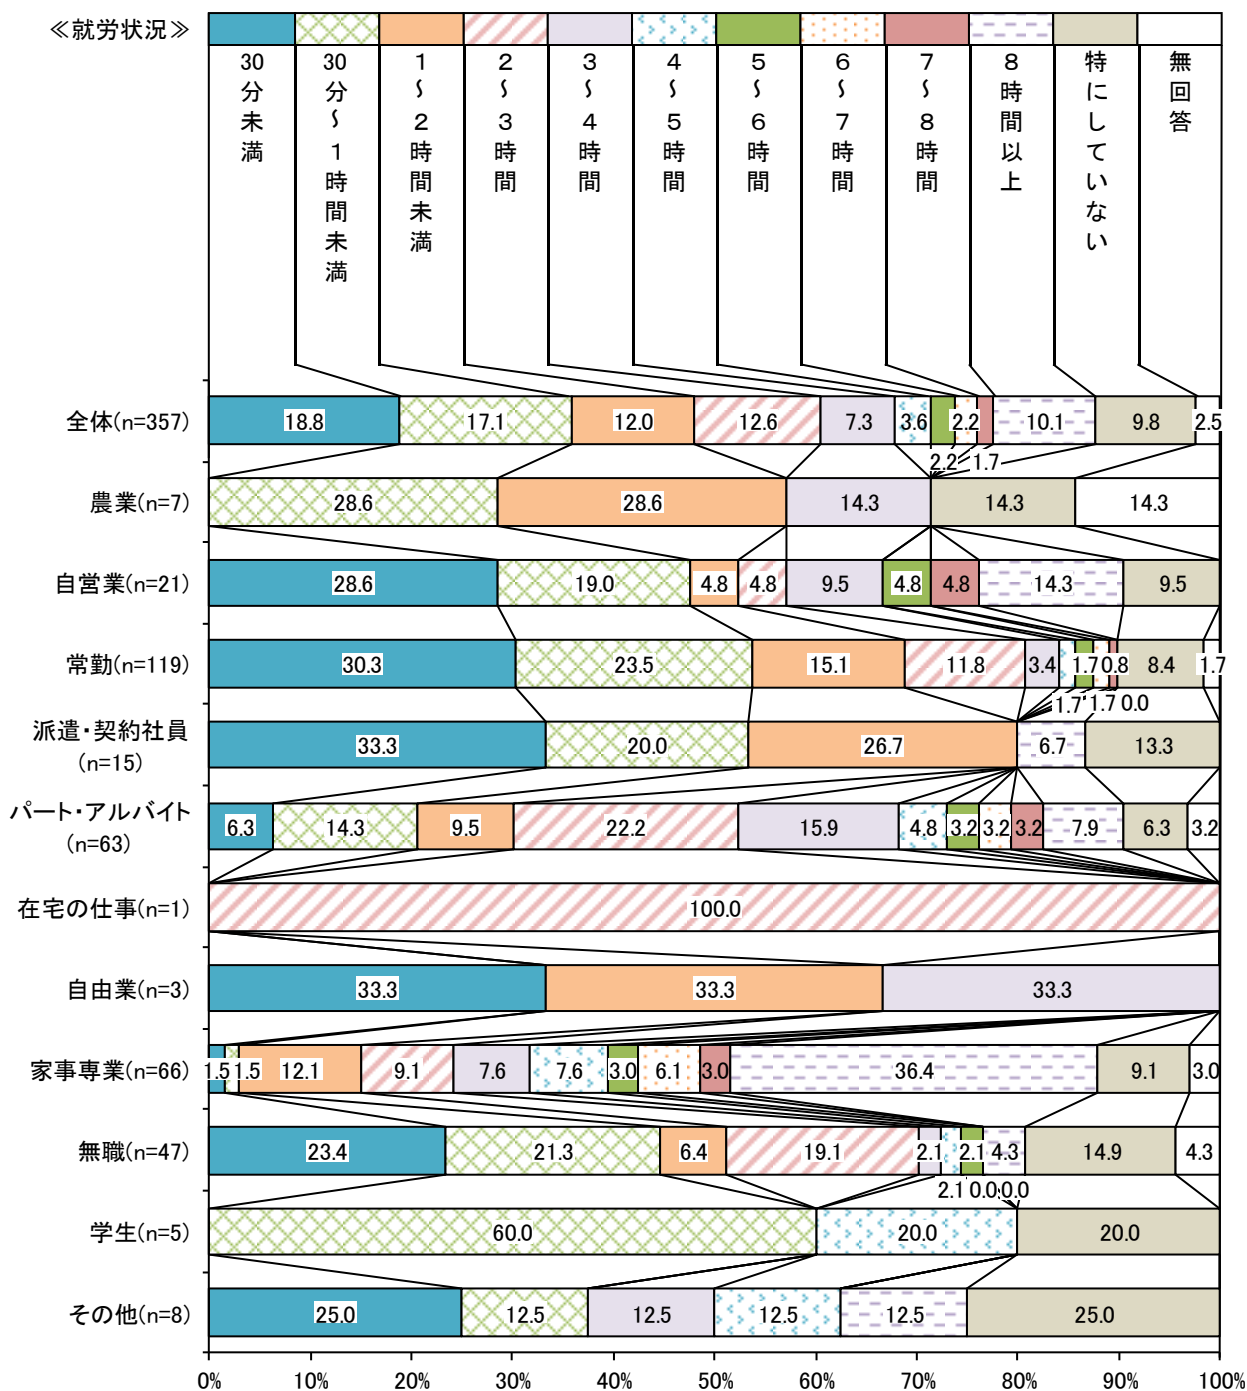 ≪就労状況≫
30分未満
30分～1時間未満
1～2時間未満
2～3時間
3～4時間
4～5時間
5～6時間
6～7時間
7～8時間
8時間以上
特にしていない
無回答
全体(n=357) 18.8 17.1 12.0 12.6 7.3 3.6 2.2 10.1 9.8 2.5
2.2 1.7
農業(n=7) 28.6 28.6 14.3 14.3 14.3
自営業(n=21) 28.6 19.0 4.8 4.8 9.5 4.8 4.8 14.3 9.5
常勤(n=119) 30.3 23.5 15.1 11.8 3.4 1.7 0.8 8.4 1.7
1.7 1.7 0.0
派遣・契約社員
(n=15) 33.3 20.0 26.7 6.7 13.3
パート・アルバイト
(n=63) 6.3 14.3 9.5 22.2 15.9 4.8 3.2 3.2 3.2 7.9 6.3 3.2
在宅の仕事(n=1) 100.0
自由業(n=3) 33.3 33.3 33.3
家事専業(n=66) 1.5 1.5 12.1 9.1 7.6 7.6 3.0 6.1 3.0 36.4 9.1 3.0
無職(n=47) 23.4 21.3 6.4 19.1 2.1 2.1 4.3 14.9 4.3
2.1 0.0 0.0
学生(n=5) 60.0 20.0 20.0
その他(n=8) 25.0 12.5 12.5 12.5 12.5 25.0
0% 10% 20% 30% 40% 50% 60% 70% 80% 90% 100%